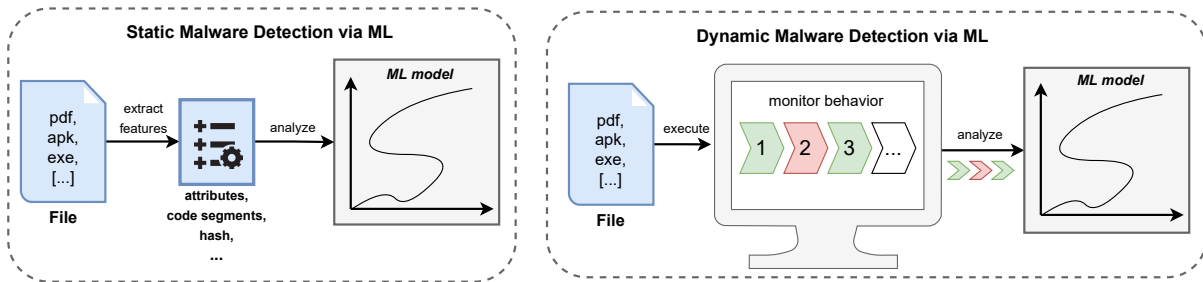 Static Malware Detection via ML
pdf,
apk,
exe,
[...]
File
extract
features
attributes,
code segments,
hash,
...
analyze
ML model
Dynamic Malware Detection via ML
pdf,
apk,
exe,
[...]
File
execute
monitor behavior
1 2 3 ...
analyze
ML model